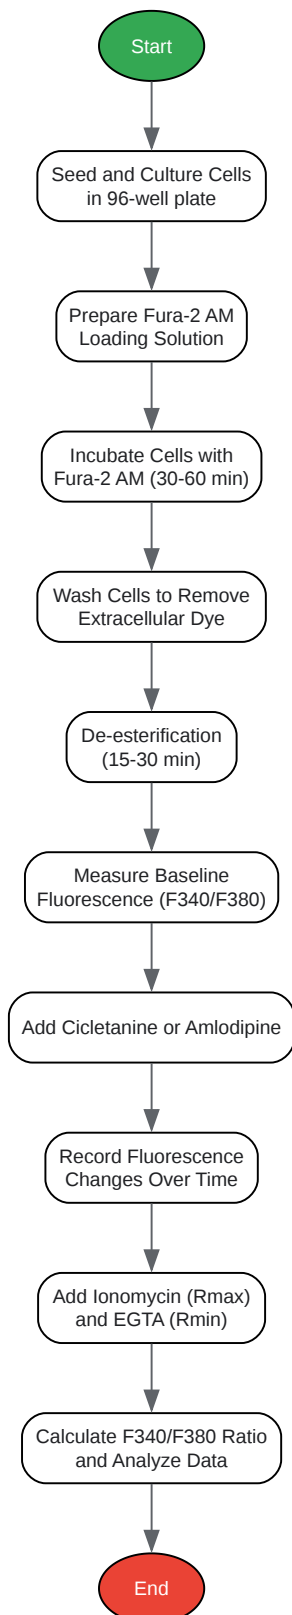 Start
Seed and Culture Cells
in 96-well plate
Prepare Fura-2 AM
Loading Solution
Incubate Cells with
Fura-2 AM (30-60 min)
Wash Cells to Remove
Extracellular Dye
De-esterification
(15-30 min)
Measure Baseline
Fluorescence (F340/F380)
Add Cicletanine or Amlodipine
Record Fluorescence
Changes Over Time
Add Ionomycin (Rmax)
and EGTA (Rmin)
Calculate F340/F380 Ratio
and Analyze Data
End